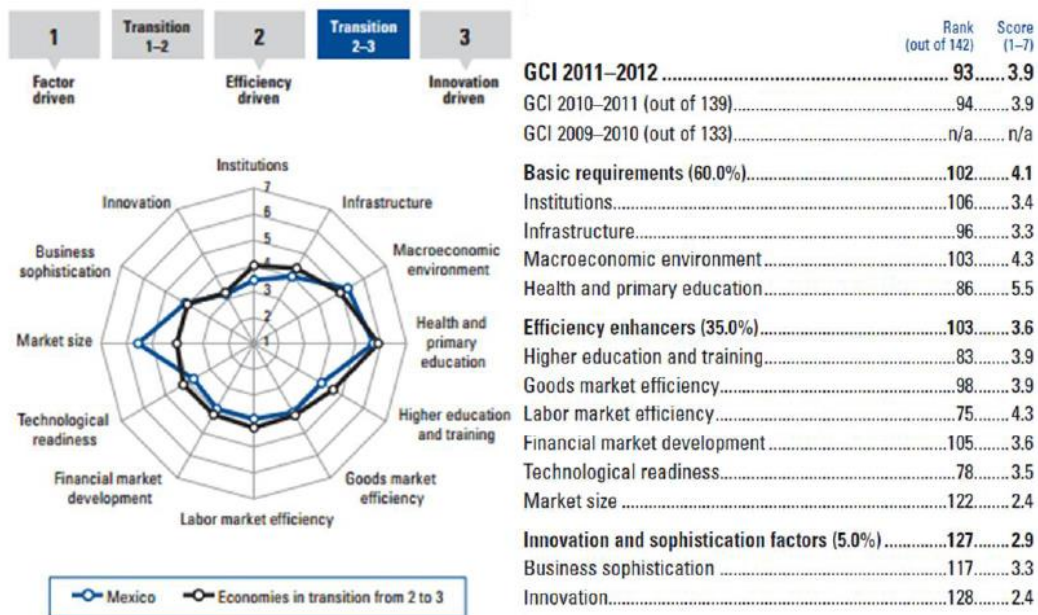 1
Transition
1–2
2
Transition
2–3
3
Factor
driven
Efficiency
driven
Innovation
driven
Institutions
Infrastructure
Macroeconomic
environment
Health and
primary
education
Higher education
and training
Goods market
efficiency
Labor market efficiency
Financial market
development
Technological
readiness
Market size
Business
sophistication
Innovation
7
6
5
4
3
2
1
Mexico
Economies in transition from 2 to 3
Rank Score
(out of 142) (1–7)
GCI 2011–2012 93 3.9
GCI 2010–2011 (out of 139) 94 3.9
GCI 2009–2010 (out of 133) n/a n/a
Basic requirements (60.0%) 102 4.1
Institutions 106 3.4
Infrastructure 96 3.3
Macroeconomic environment 103 4.3
Health and primary education 86 5.5
Efficiency enhancers (35.0%) 103 3.6
Higher education and training 83 3.9
Goods market efficiency 98 3.9
Labor market efficiency 75 4.3
Financial market development 105 3.6
Technological readiness 78 3.5
Market size 122 2.4
Innovation and sophistication factors (5.0%) 127 2.9
Business sophistication 117 3.3
Innovation 128 2.4